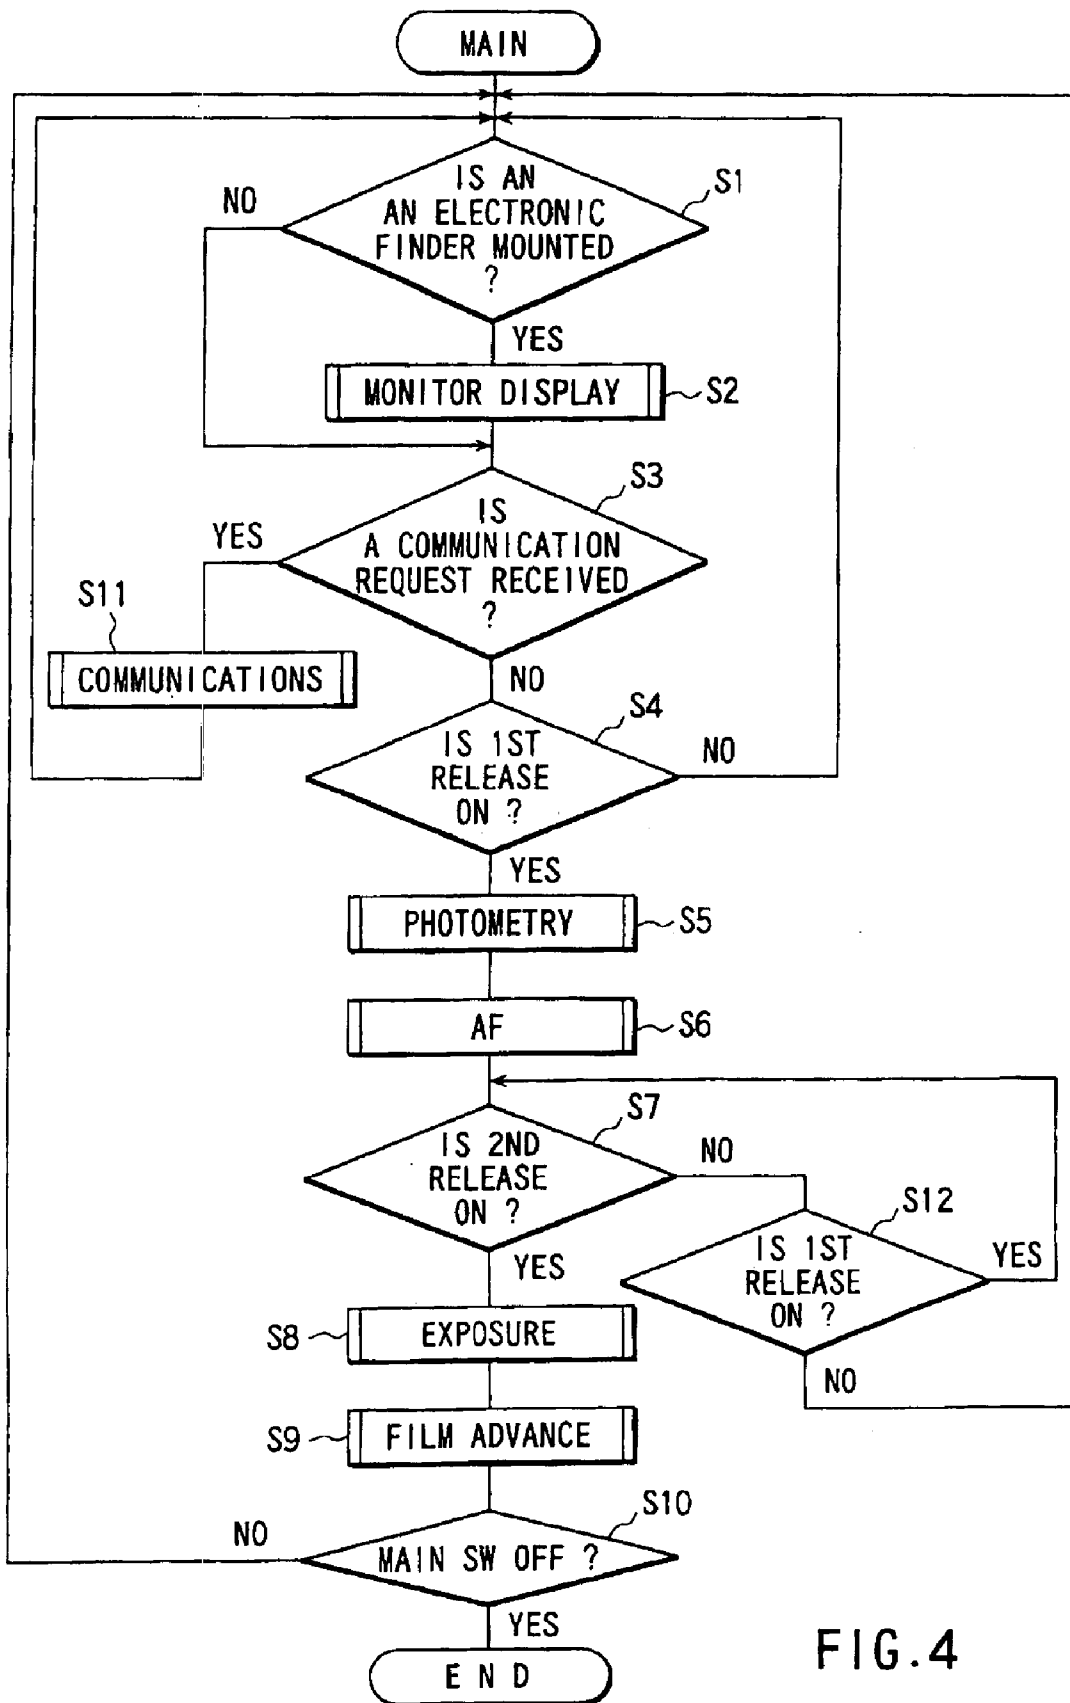 MAIN
IS AN
AN ELECTRONIC
FINDER MOUNTED
?
S1
NO
YES
MONITOR DISPLAY
S2
S3
IS
A COMMUNICATION
REQUEST RECEIVED
?
YES
S11
COMMUNICATIONS
NO
S4
IS 1ST
RELEASE
ON ?
NO
YES
PHOTOMETRY
S5
AF
S6
S7
IS 2ND
RELEASE
ON ?
NO
S12
IS 1ST
RELEASE
ON ?
YES
NO
YES
S8
EXPOSURE
S9
FILM ADVANCE
S10
NO
MAIN SW OFF ?
YES
END
FIG.4